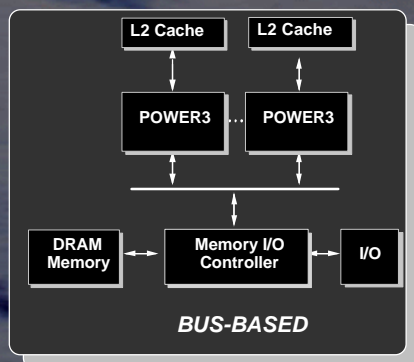 L2 Cache L2 Cache
POWER3 ... POWER3
DRAM Memory I/O I/O
Memory Controller
BUS-BASED